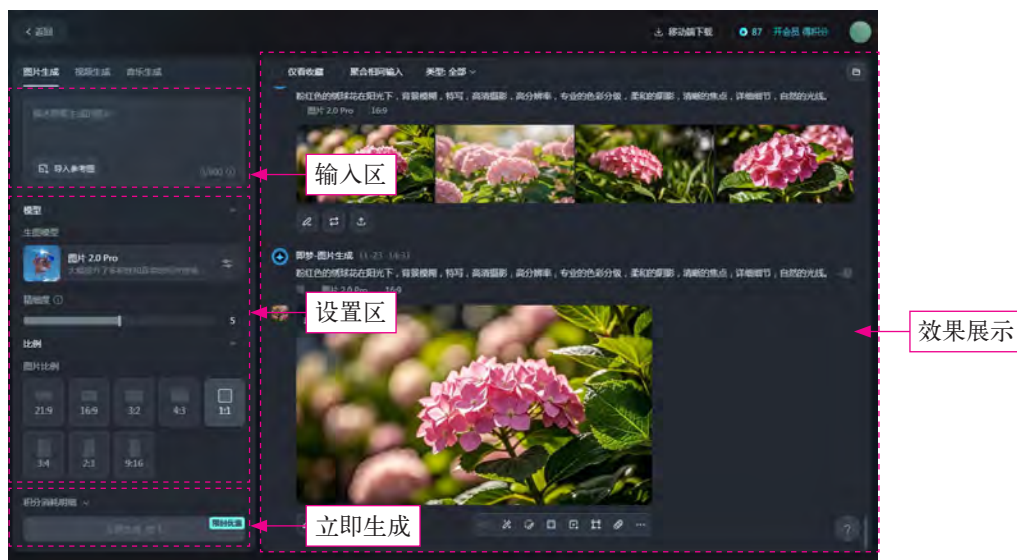 < 返回
移动端下载 87 开会员 得积分
图片生成 视频生成 音乐生成
仅看收藏 聚合相同输入 类型: 全部
粉红色的绣球花在阳光下，背景模糊，特写，高清摄影，高分辨率，专业的色彩分级，柔和的阴影，清晰的焦点，详细细节，自然的光线。
图片 2.0 Pro 16:9
导入参考图
输入区
模型
生图模型
图片 2.0 Pro
精细度
5
设置区
比例
图片比例
21:9 16:9 3:2 4:3 1:1
3:4 2:3 9:16
即梦-图片生成
粉红色的绣球花在阳光下，背景模糊，特写，高清摄影，高分辨率，专业的色彩分级，柔和的阴影，清晰的焦点，详细细节，自然的光线。
图片 2.0 Pro 16:9
效果展示
积分消耗明细
限时优惠
立即生成
?